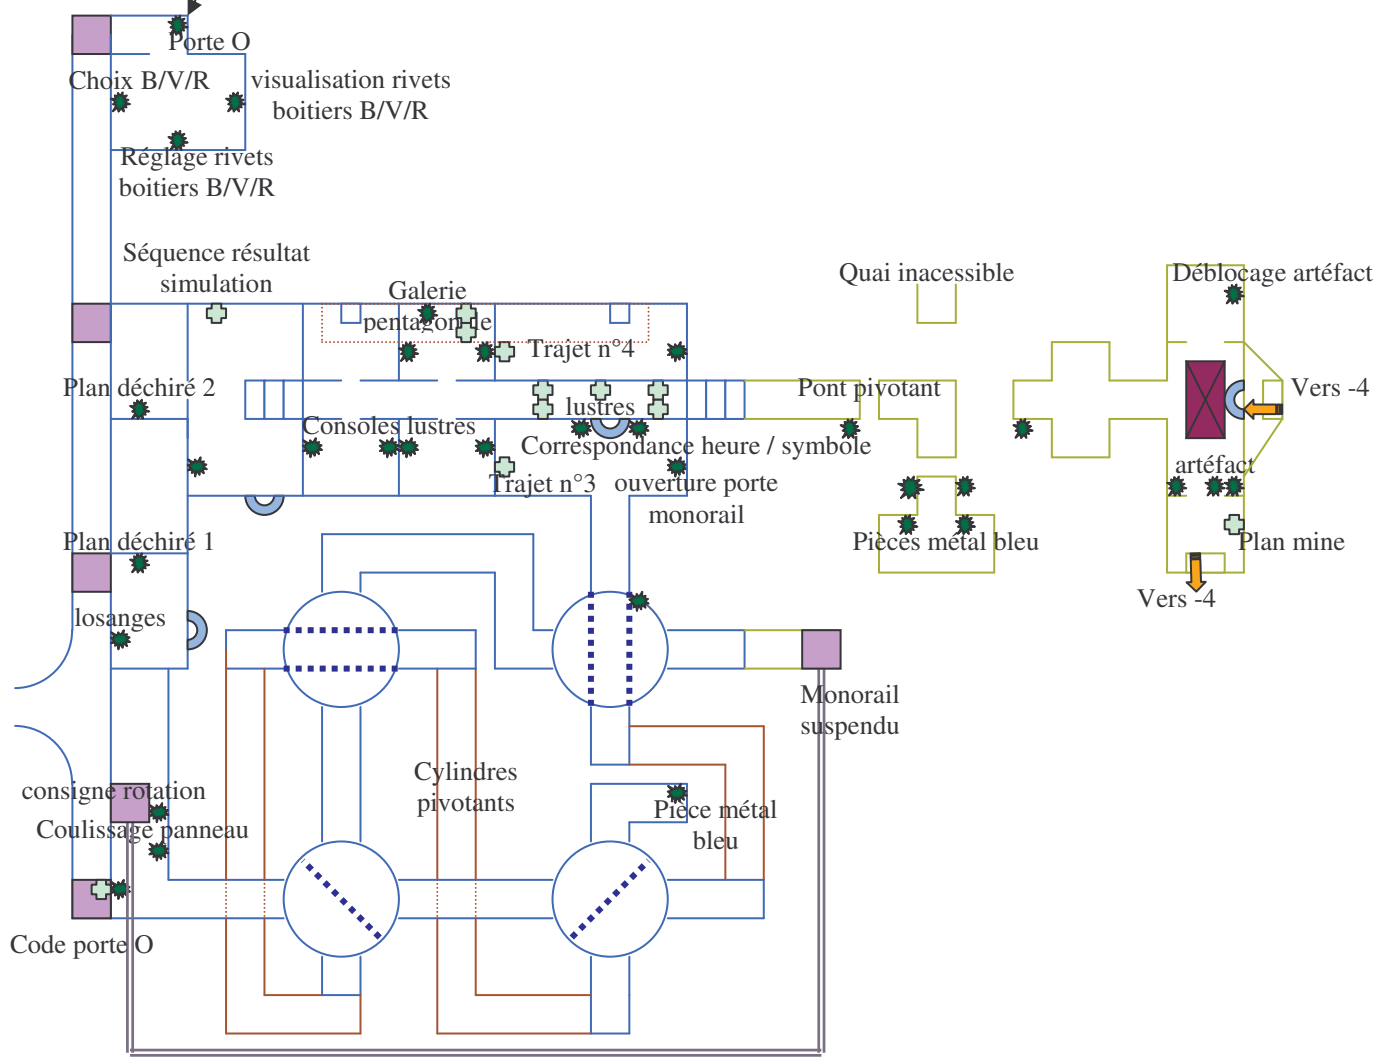 Porte O
Choix B/V/R
visualisation rivets
boitiers B/V/R
Réglage rivets
boitiers B/V/R
Séquence résultat
simulation
Galerie
pentagonale
Trajet n°4
Plan déchiré 2
lustres
Consoles lustres
Correspondance heure / symbole
Trajet n°3
ouverture porte
monorail
Quai inacessible
Pont pivotant
Déblocage artéfact
Vers -4
artéfact
Plan mine
Vers -4
Pièces métal bleu
Plan déchiré 1
losanges
Monorail
suspendu
consigne rotation
Coulissage panneau
Cylindres
pivotants
Pièce métal
bleu
Code porte O